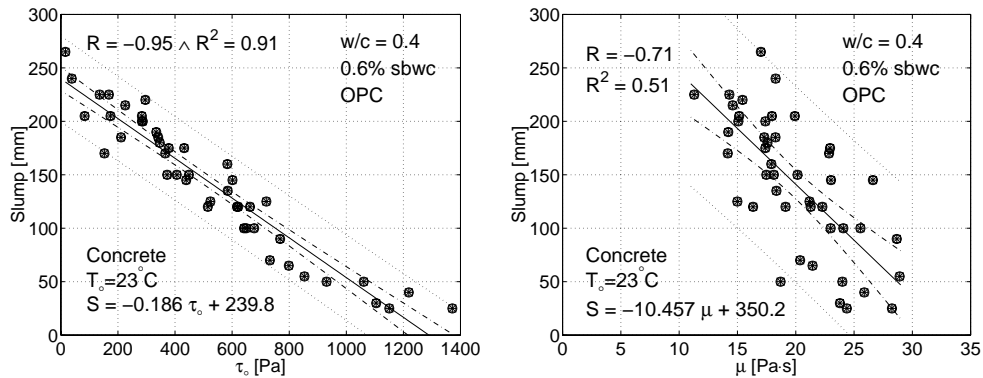 300
250
200
150
100
50
0
Slump [mm]
R = −0.95 ∧ R² = 0.91
w/c = 0.4
0.6% sbwc
OPC
Concrete
T₀=23°C
S = −0.186 τ₀ + 239.8
0 200 400 600 800 1000 1200 1400
τ₀ [Pa]
300
250
200
150
100
50
0
Slump [mm]
R = −0.71
R² = 0.51
w/c = 0.4
0.6% sbwc
OPC
Concrete
T₀=23°C
S = −10.457 μ + 350.2
0 5 10 15 20 25 30 35
μ [Pa·s]